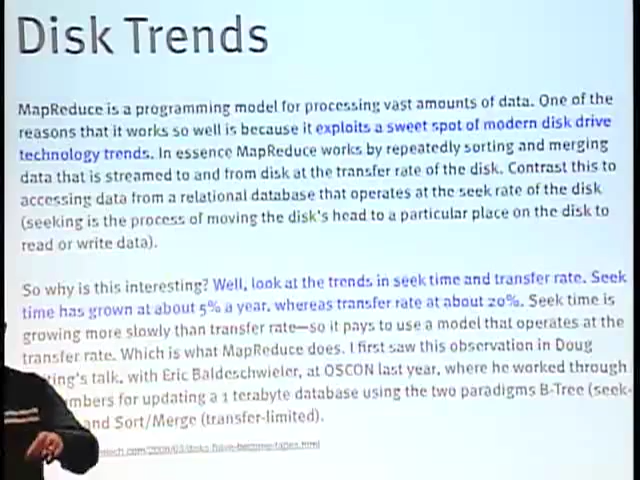 Disk Trends
MapReduce is a programming model for processing vast amounts of data. One of the
reasons that it works so well is because it exploits a sweet spot of modern disk drive
technology trends. In essence MapReduce works by repeatedly sorting and merging
data that is streamed to and from disk at the transfer rate of the disk. Contrast this to
accessing data from a relational database that operates at the seek rate of the disk
(seeking is the process of moving the disk's head to a particular place on the disk to
read or write data).
So why is this interesting? Well, look at the trends in seek time and transfer rate. Seek
time has grown at about 5% a year, whereas transfer rate at about 20%. Seek time is
growing more slowly than transfer rate—so it pays to use a model that operates at the
transfer rate. Which is what MapReduce does. I first saw this observation in Doug
ting's talk, with Eric Baldeschwieler, at OSCON last year, where he worked through
mbers for updating a 1 terabyte database using the two paradigms B-Tree (seek-
and Sort/Merge (transfer-limited).